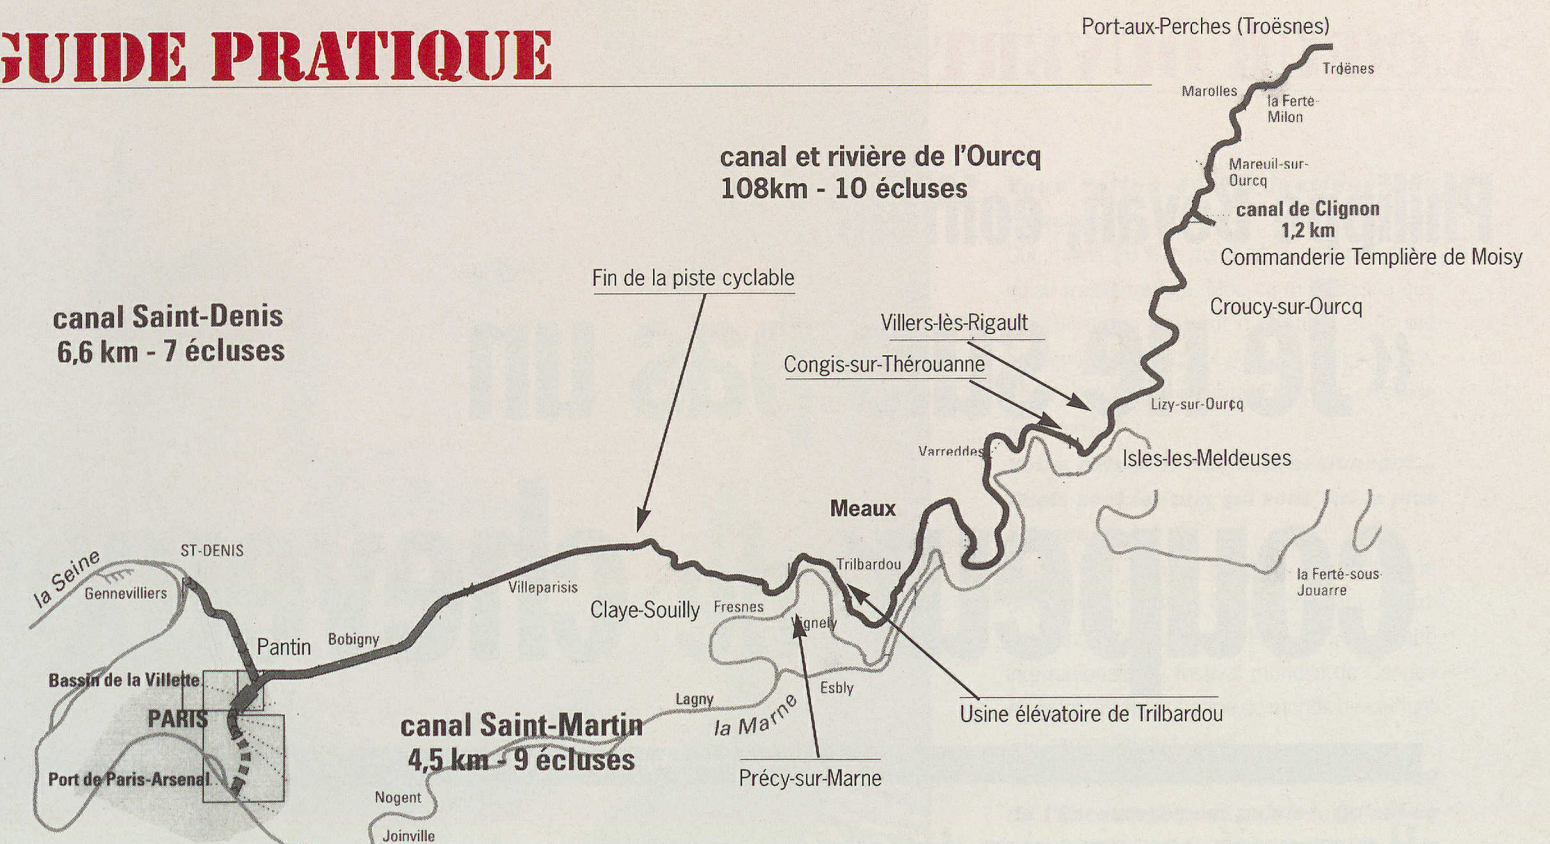 GUIDE PRATIQUE
Port-aux-Perches (Troësnes)
Troënes
Marolles
la Ferté-
Milon
canal et rivière de l'Ourcq
108km - 10 écluses
Mareuil-sur-
Ourcq
canal de Clignon
1,2 km
Commanderie Templière de Moisy
Fin de la piste cyclable
canal Saint-Denis
6,6 km - 7 écluses
Croucy-sur-Ourcq
Villers-lès-Rigault
Congis-sur-Thérouanne
Lizy-sur-Ourcq
Varreddes
Isles-les-Meldeuses
Meaux
la Seine
ST-DENIS
Gennevilliers
Trilbardou
Villeparisis
Claye-Souilly
Fresnes
Vignely
la Ferté-sous-
Jouarre
Pantin
Bobigny
Bassin de la Villette
PARIS
Esbly
Lagny
la Marne
canal Saint-Martin
4,5 km - 9 écluses
Usine élévatoire de Trilbardou
Port de Paris-Arsenal
Précy-sur-Marne
Nogent
Joinville